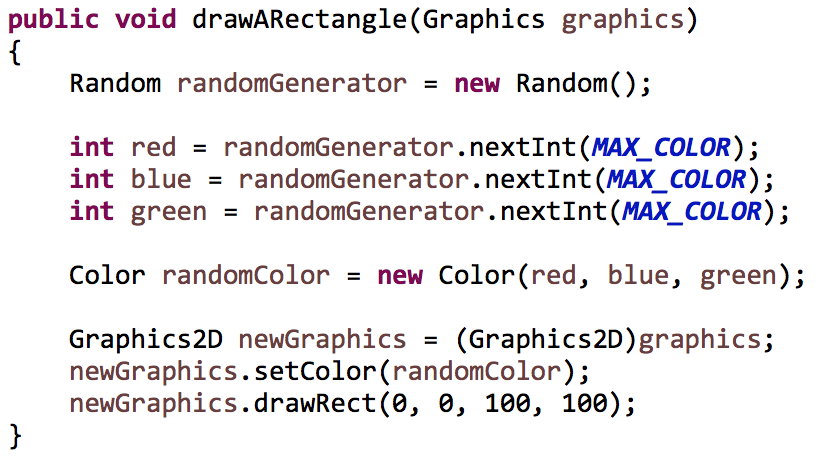 public void drawARectangle(Graphics graphics)
{
    Random randomGenerator = new Random();

    int red = randomGenerator.nextInt(MAX_COLOR);
    int blue = randomGenerator.nextInt(MAX_COLOR);
    int green = randomGenerator.nextInt(MAX_COLOR);

    Color randomColor = new Color(red, blue, green);

    Graphics2D newGraphics = (Graphics2D)graphics;
    newGraphics.setColor(randomColor);
    newGraphics.drawRect(0, 0, 100, 100);
}